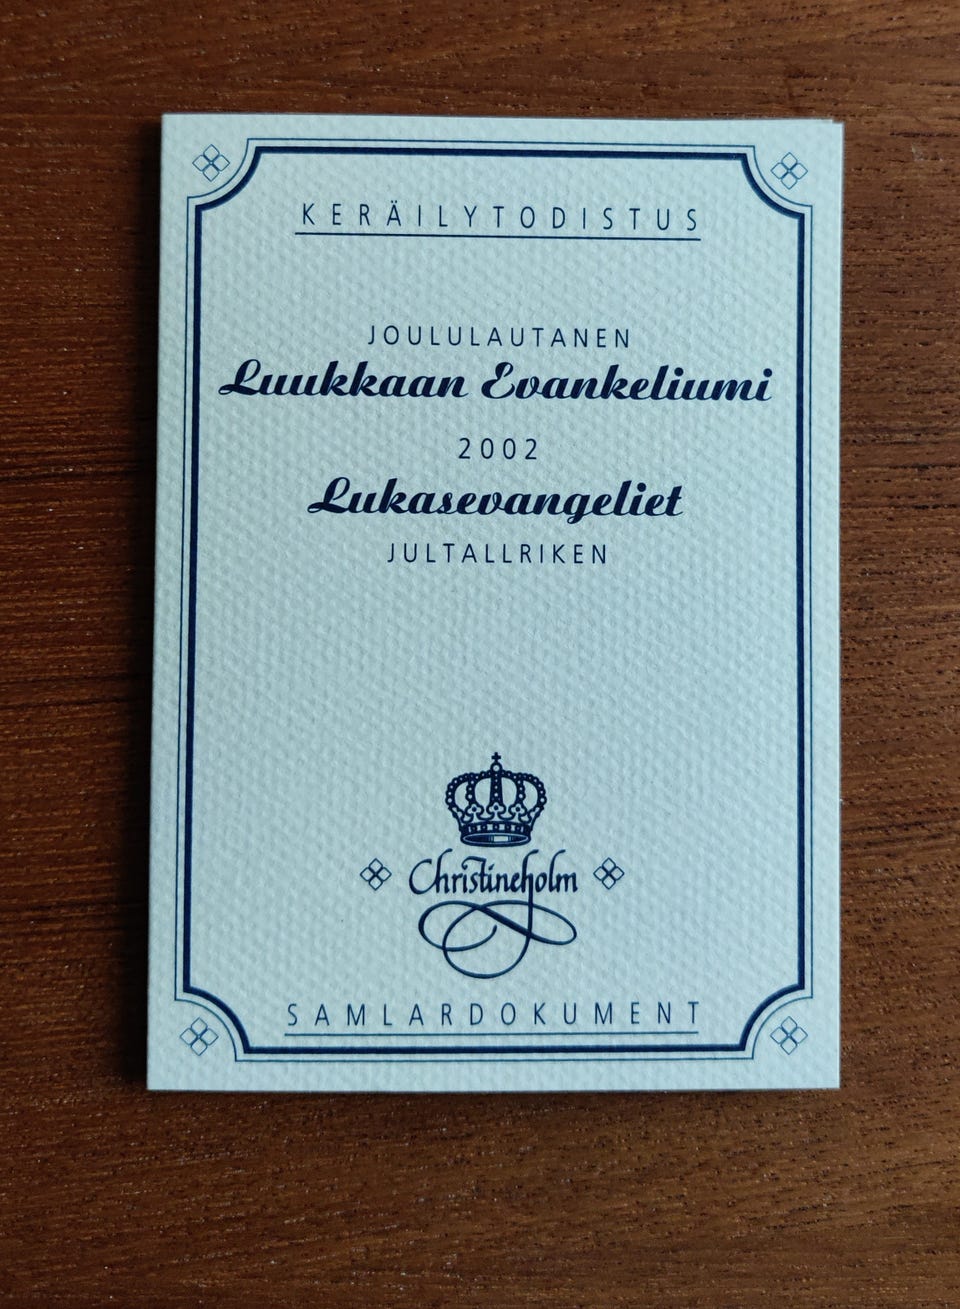 KERÄILYTODISTUS
JOULULAUTANEN
Luukkaan Evankeliumi
2002
Lukasevangeliet
JULTALLRIKEN
Christineholm
SAMLARDOKUMENT